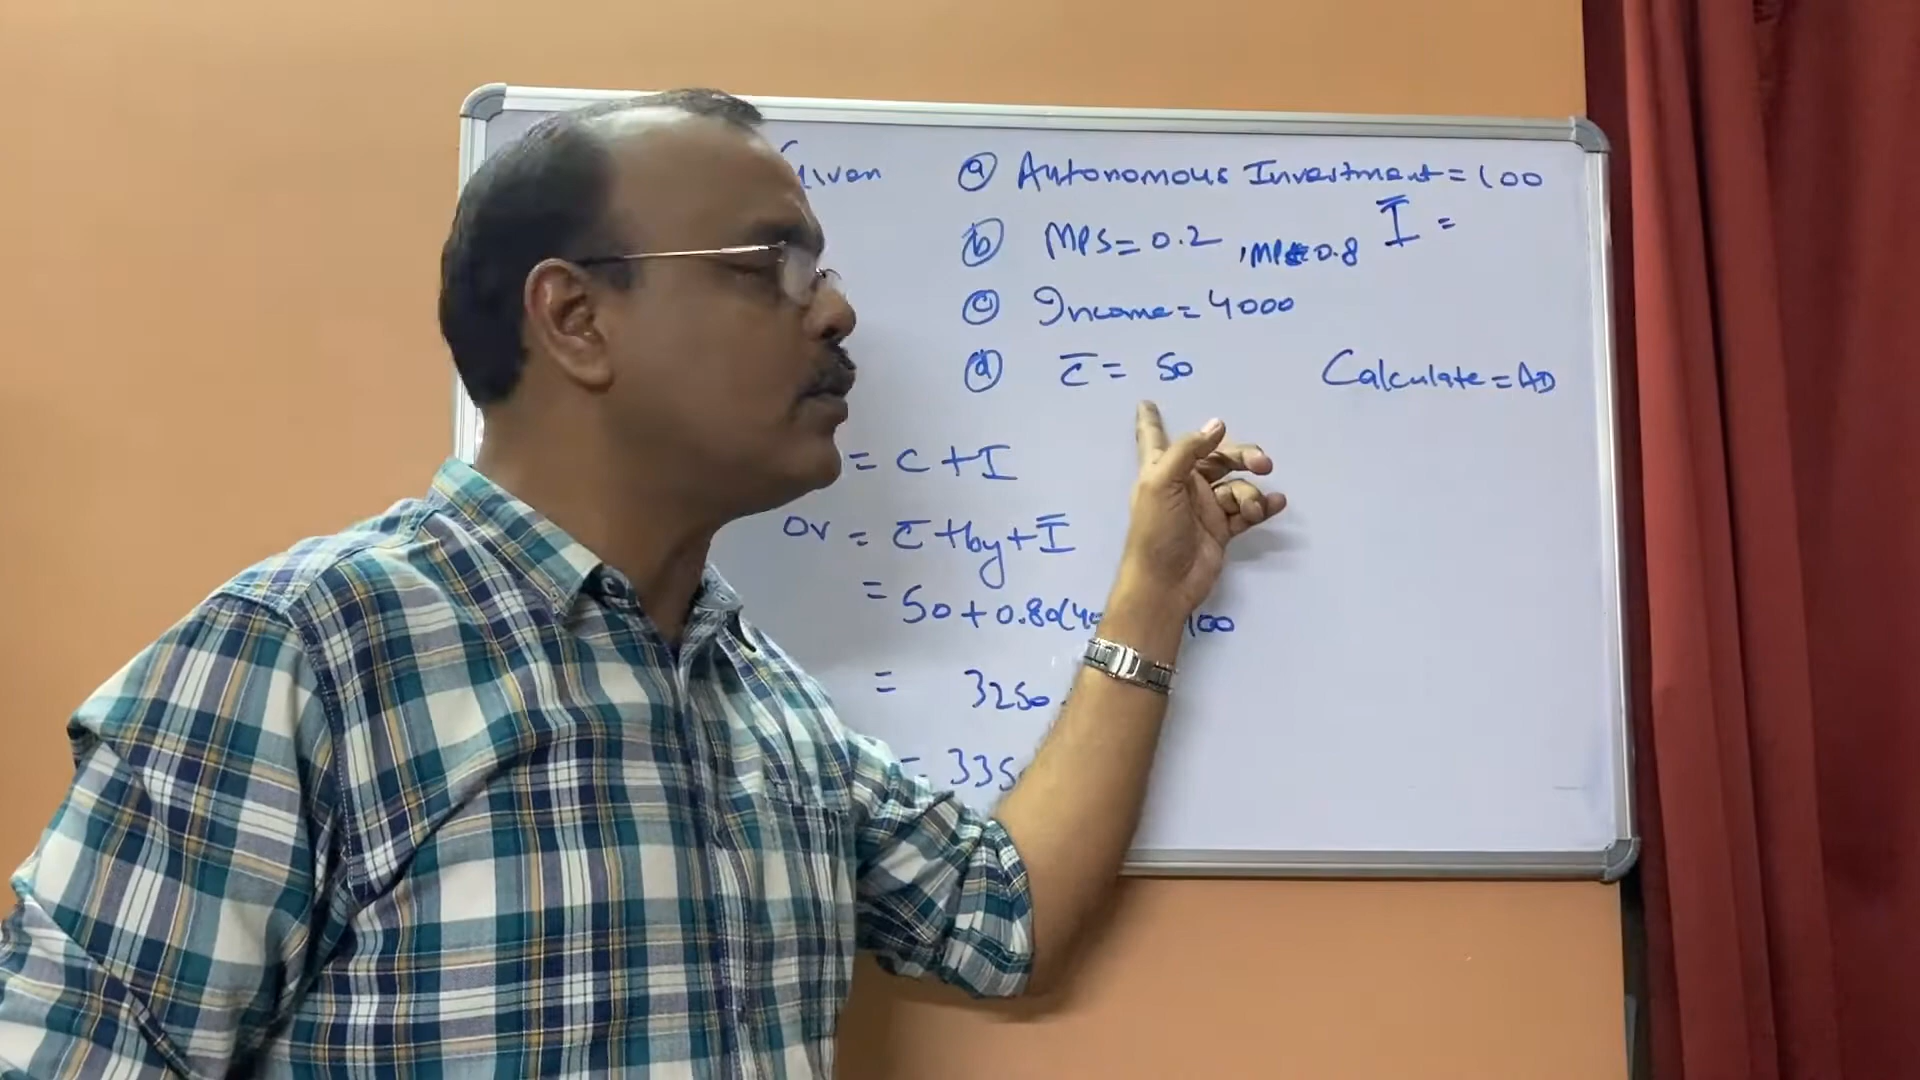 Given ⓐ Autonomous Investment = 100
ⓑ MPS = 0.2, MPC = 0.8 Ī =
ⓒ Income = 4000
ⓓ C̄ = 50 Calculate = AD
= C + I
or = C̄ + by + Ī
= 50 + 0.80(40 100
= 3250
= 335